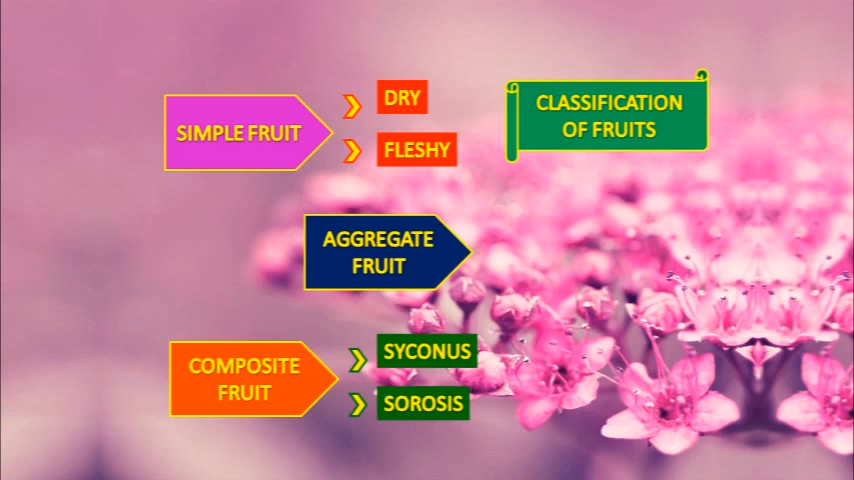 CLASSIFICATION
OF FRUITS
SIMPLE FRUIT
DRY
FLESHY
AGGREGATE
FRUIT
COMPOSITE
FRUIT
SYCONUS
SOROSIS